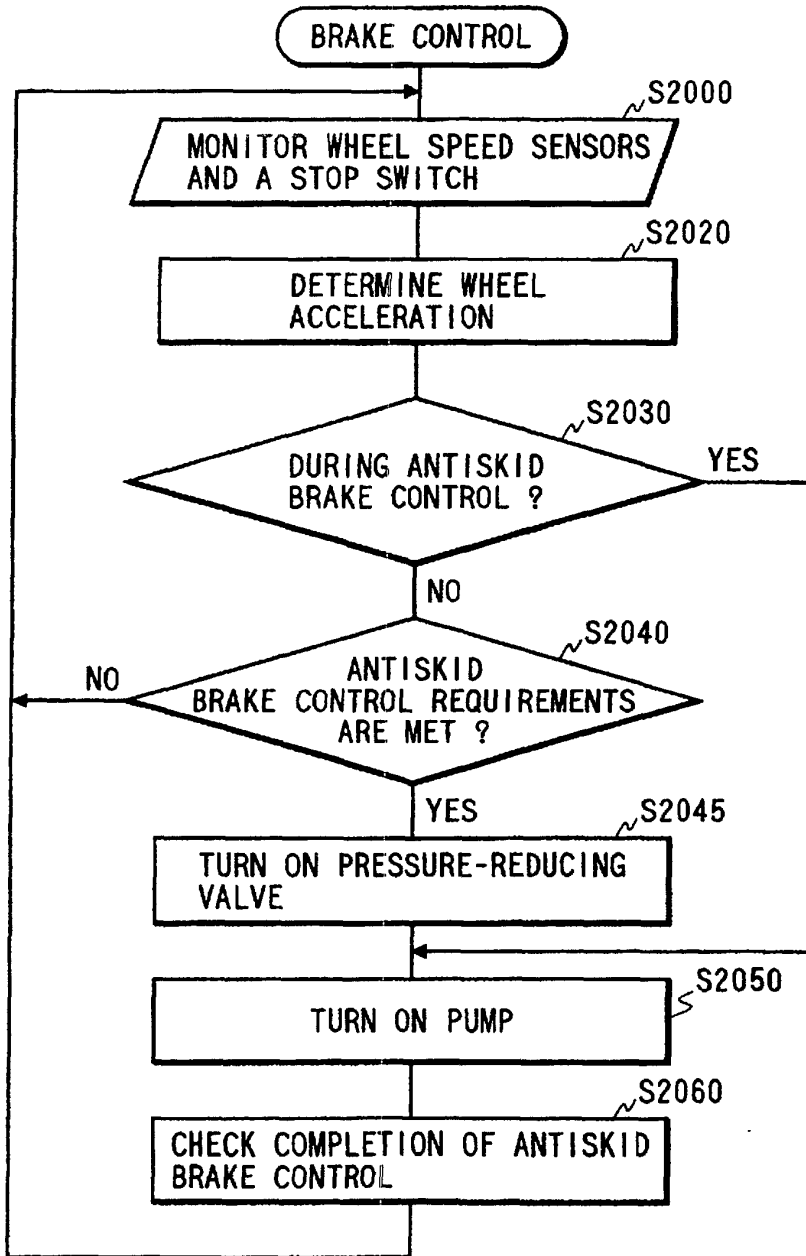 BRAKE CONTROL
S2000
MONITOR WHEEL SPEED SENSORS
AND A STOP SWITCH
S2020
DETERMINE WHEEL
ACCELERATION
S2030
DURING ANTISKID
BRAKE CONTROL ?
YES
NO
S2040
ANTISKID
BRAKE CONTROL REQUIREMENTS
ARE MET ?
NO
YES
S2045
TURN ON PRESSURE-REDUCING
VALVE
S2050
TURN ON PUMP
S2060
CHECK COMPLETION OF ANTISKID
BRAKE CONTROL